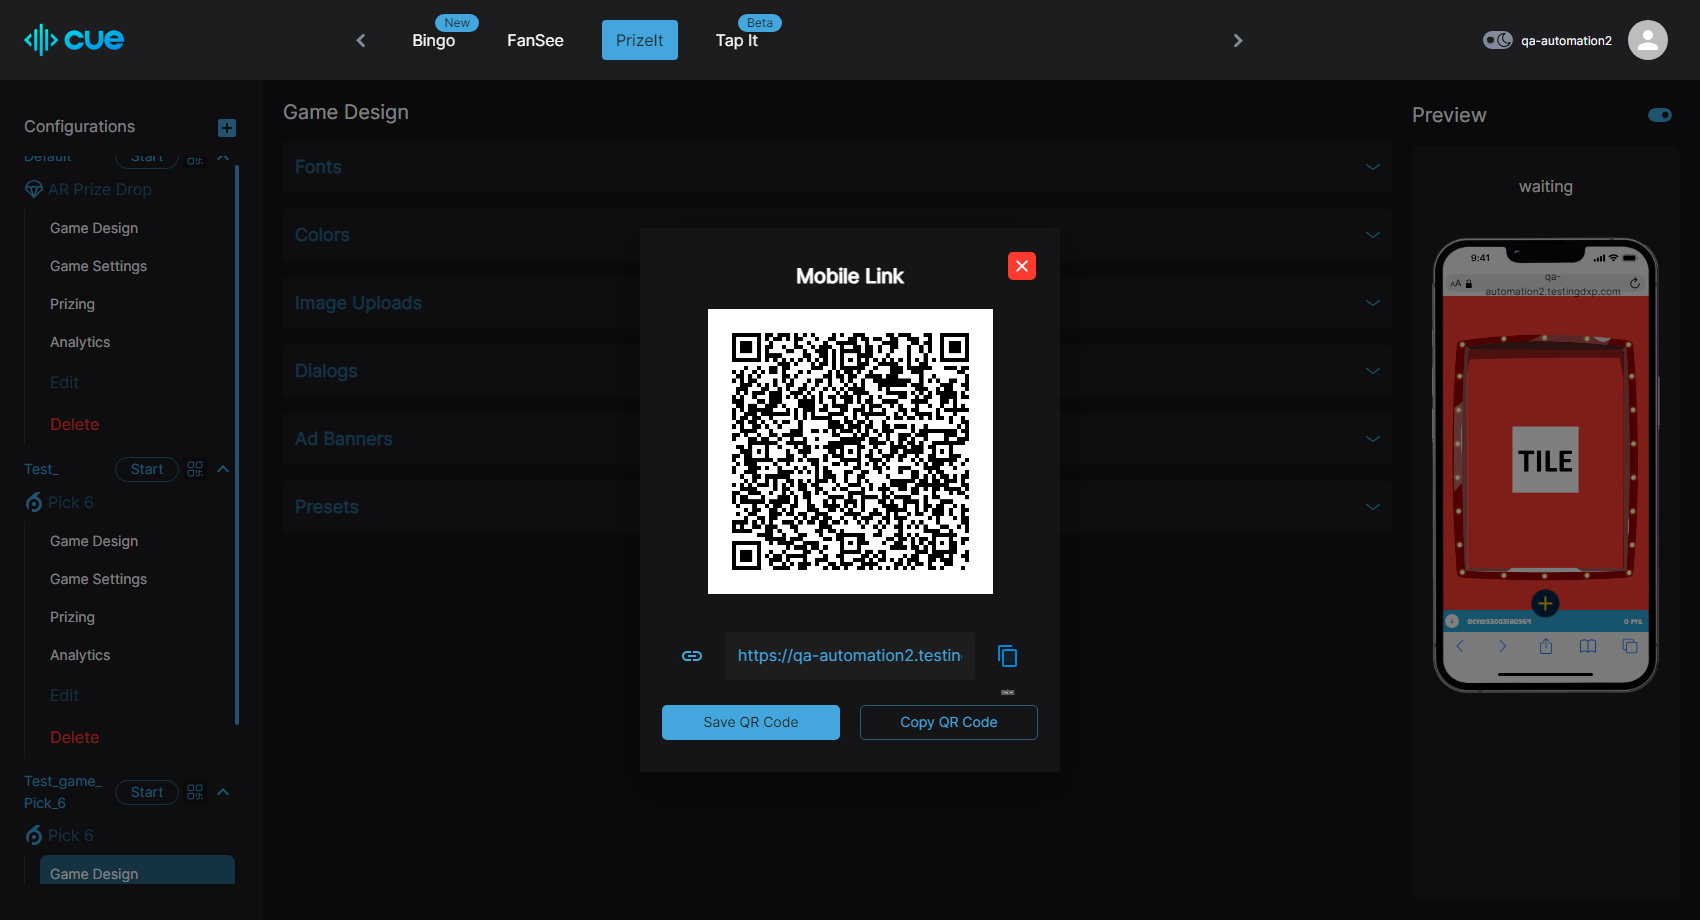 cue
New
Bingo
FanSee
PrizeIt
Beta
Tap It
qa-automation2
Configurations
Default
Start
AR Prize Drop
Game Design
Game Settings
Prizing
Analytics
Edit
Delete
Test_
Start
Pick 6
Game Design
Game Settings
Prizing
Analytics
Edit
Delete
Test_game_
Pick_6
Start
Pick 6
Game Design
Game Design
Fonts
Colors
Image Uploads
Dialogs
Ad Banners
Presets
Mobile Link
https://qa-automation2.testin
Save QR Code
Copy QR Code
Preview
waiting
9:41
AA
qa-
automation2.testingdxp.com
TILE
0 PTS.